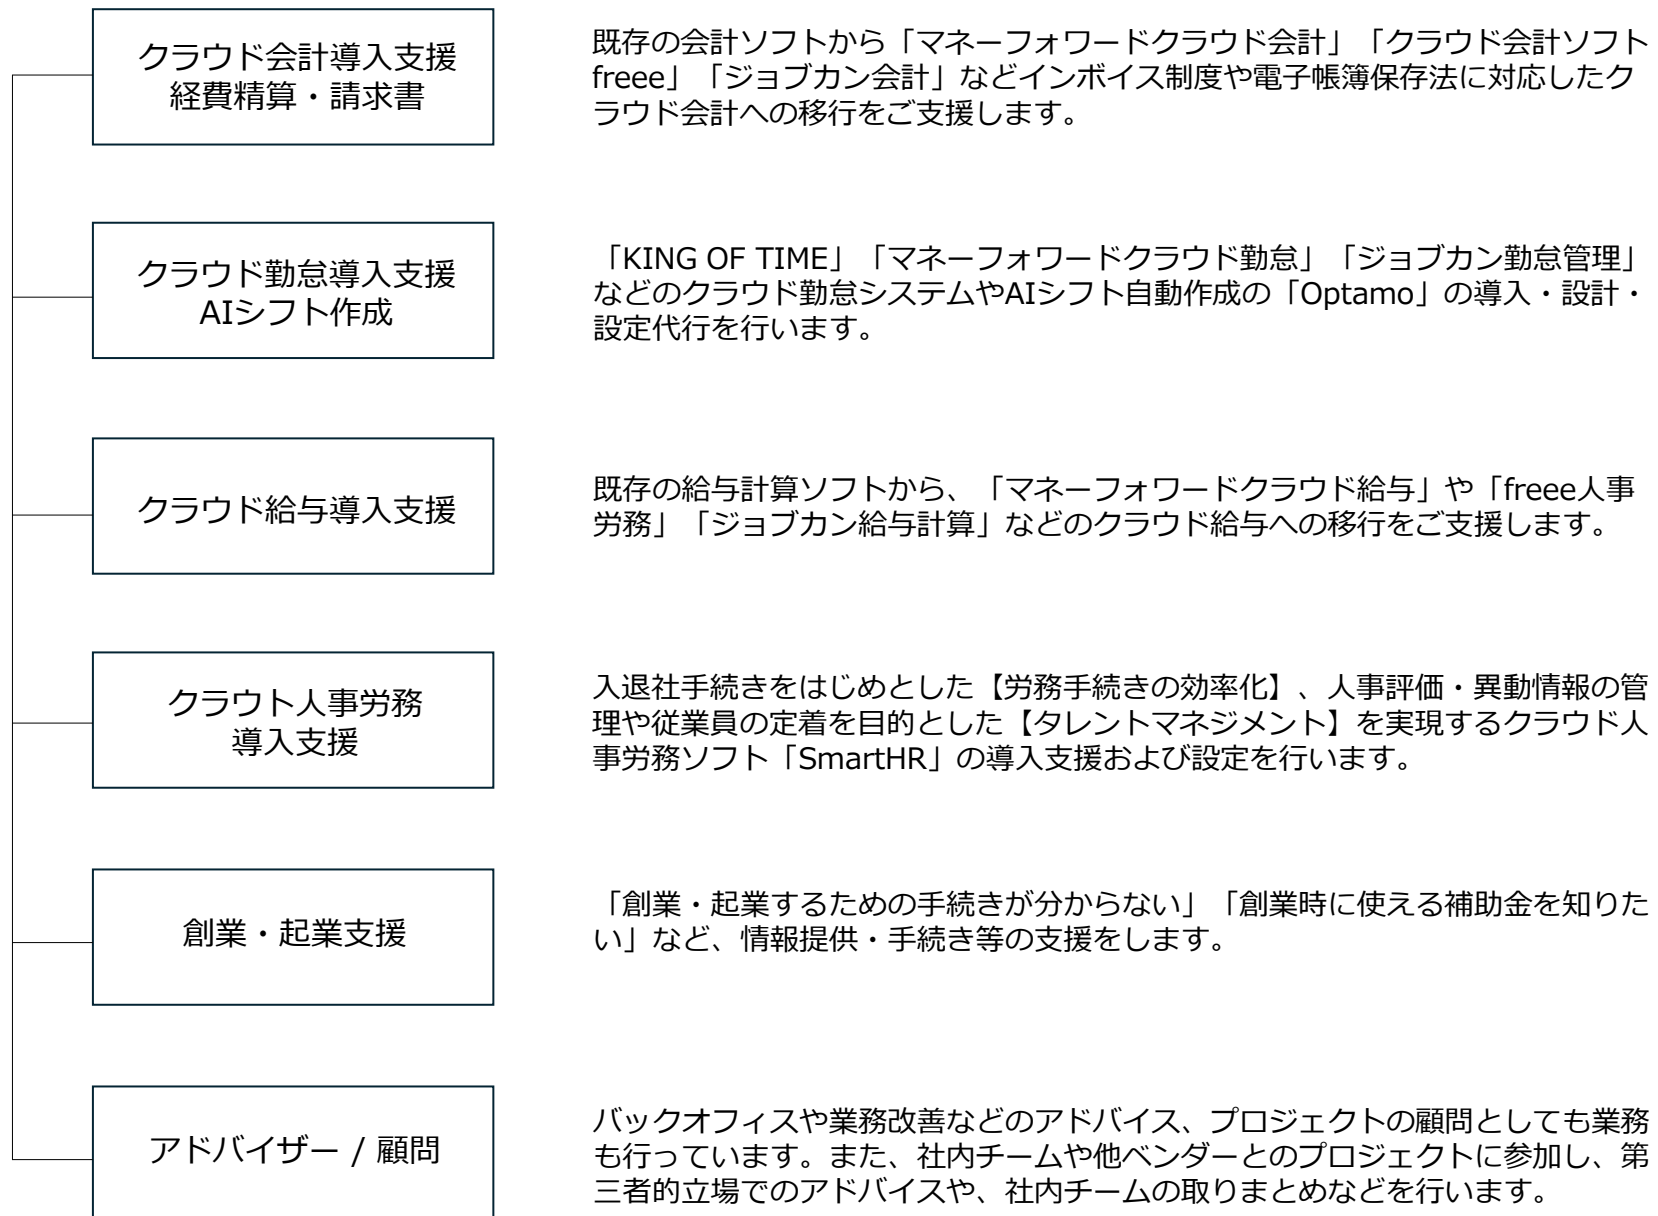 クラウド会計導入支援
経費精算・請求書
既存の会計ソフトから「マネーフォワードクラウド会計」「クラウド会計ソフト
freee」「ジョブカン会計」などインボイス制度や電子帳簿保存法に対応したク
ラウド会計への移行をご支援します。
クラウド勤怠導入支援
AIシフト作成
「KING OF TIME」「マネーフォワードクラウド勤怠」「ジョブカン勤怠管理」
などのクラウド勤怠システムやAIシフト自動作成の「Optamo」の導入・設計・
設定代行を行います。
クラウド給与導入支援
既存の給与計算ソフトから、「マネーフォワードクラウド給与」や「freee人事
労務」「ジョブカン給与計算」などのクラウド給与への移行をご支援します。
クラウト人事労務
導入支援
入退社手続きをはじめとした【労務手続きの効率化】、人事評価・異動情報の管
理や従業員の定着を目的とした【タレントマネジメント】を実現するクラウド人
事労務ソフト「SmartHR」の導入支援および設定を行います。
創業・起業支援
「創業・起業するための手続きが分からない」「創業時に使える補助金を知りた
い」など、情報提供・手続き等の支援をします。
アドバイザー / 顧問
バックオフィスや業務改善などのアドバイス、プロジェクトの顧問としても業務
も行っています。また、社内チームや他ベンダーとのプロジェクトに参加し、第
三者的立場でのアドバイスや、社内チームの取りまとめなどを行います。